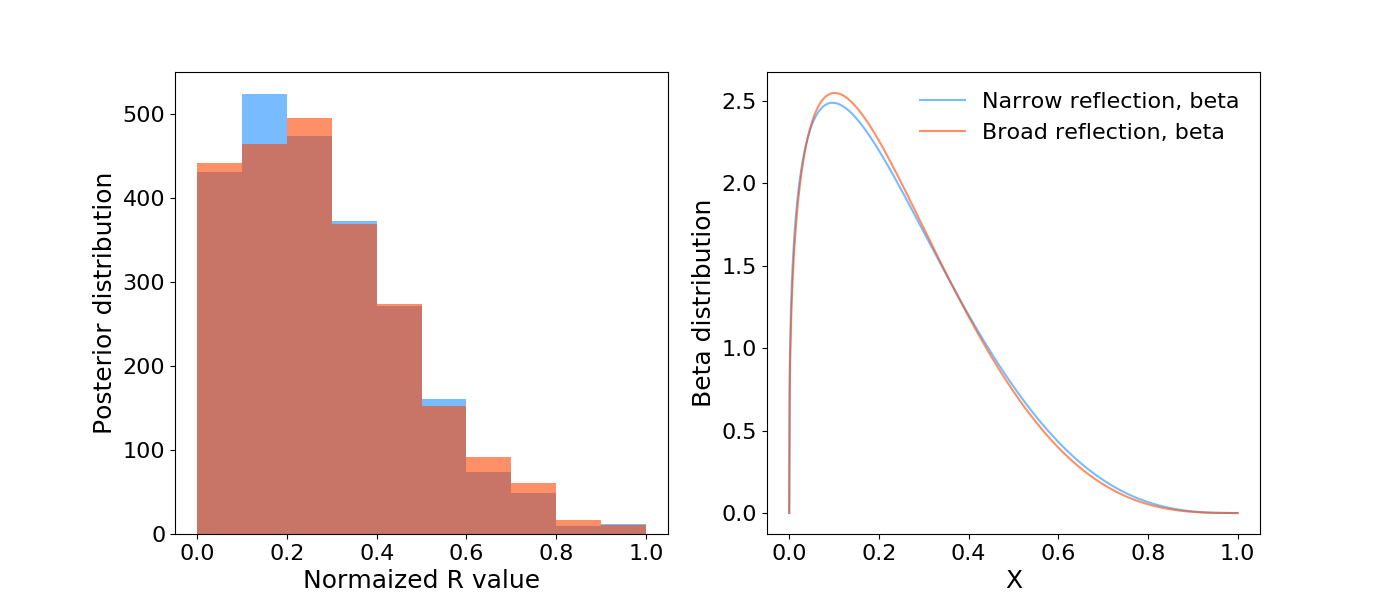 Posterior distribution
500
400
300
200
100
0
0.0 0.2 0.4 0.6 0.8 1.0
Normaized R value
Beta distribution
2.5
2.0
1.5
1.0
0.5
0.0
0.0 0.2 0.4 0.6 0.8 1.0
X
Narrow reflection, beta
Broad reflection, beta